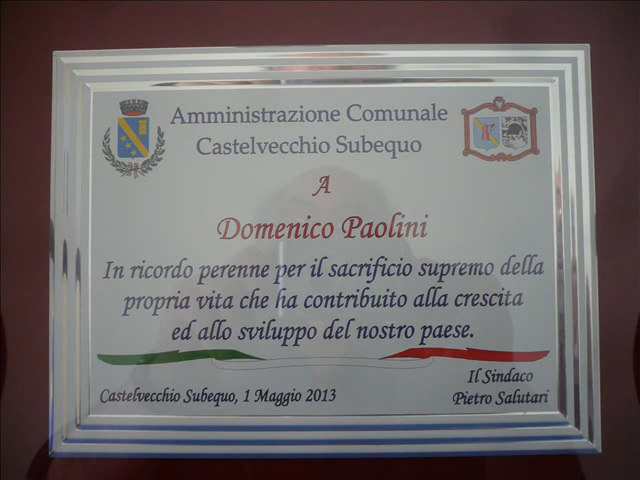 Amministrazione Comunale
Castelvecchio Subequo
A
Domenico Paolini
In ricordo perenne per il sacrificio supremo della
propria vita che ha contribuito alla crescita
ed allo sviluppo del nostro paese.
Castelvecchio Subequo, 1 Maggio 2013
Il Sindaco
Pietro Salutari